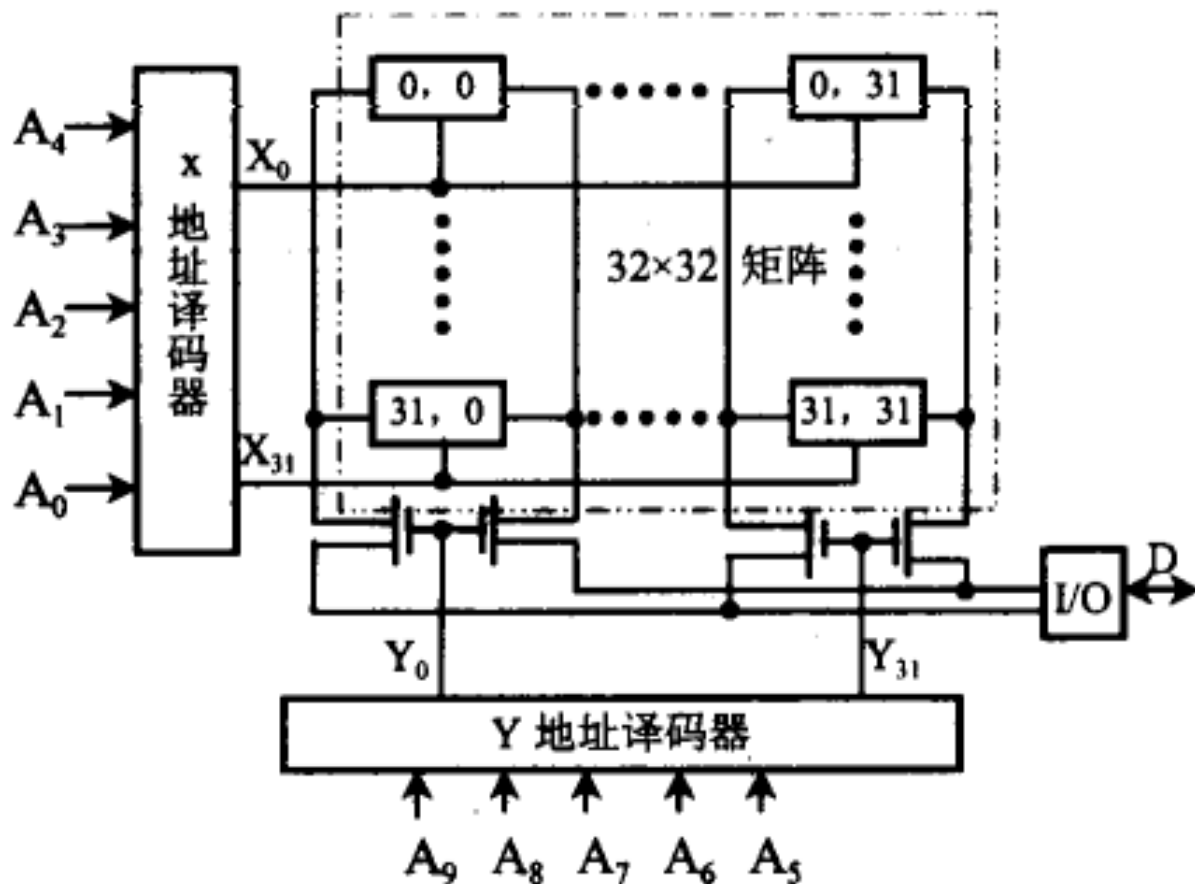 0, 0
0, 31
A₄
A₃
A₂
A₁
A₀
x
地
址
译
码
器
X₀
32×32 矩阵
31, 0
31, 31
X₃₁
I/O
D
Y₀
Y₃₁
Y 地址译码器
A₉
A₈
A₇
A₆
A₅